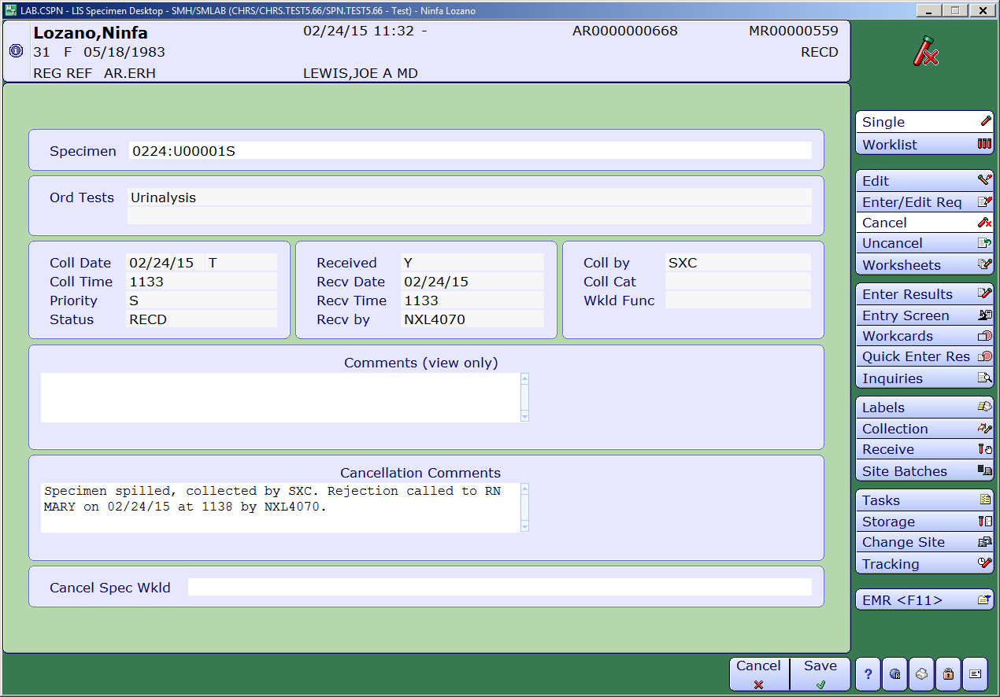 LAB.CSPN - LIS Specimen Desktop - SMH/SMLAB (CHRS/CHRS.TEST5.66/SPN.TEST5.66 - Test) - Ninfa Lozano
Lozano,Ninfa 02/24/15 11:32 - AR0000000668 MR00000559
31 F 05/18/1983 RECD
REG REF AR.ERH LEWIS,JOE A MD
Specimen 0224:U00001S
Ord Tests Urinalysis
Coll Date 02/24/15 T
Coll Time 1133
Priority S
Status RECD
Received Y
Recv Date 02/24/15
Recv Time 1133
Recv by NXL4070
Coll by SXC
Coll Cat
Wkld Func
Comments (view only)
Cancellation Comments
Specimen spilled, collected by SXC. Rejection called to RN
MARY on 02/24/15 at 1138 by NXL4070.
Cancel Spec Wkld
Cancel Save
Single
Worklist
Edit
Enter/Edit Req
Cancel
Uncancel
Worksheets
Enter Results
Entry Screen
Workcards
Quick Enter Res
Inquiries
Labels
Collection
Receive
Site Batches
Tasks
Storage
Change Site
Tracking
EMR <F11>
?